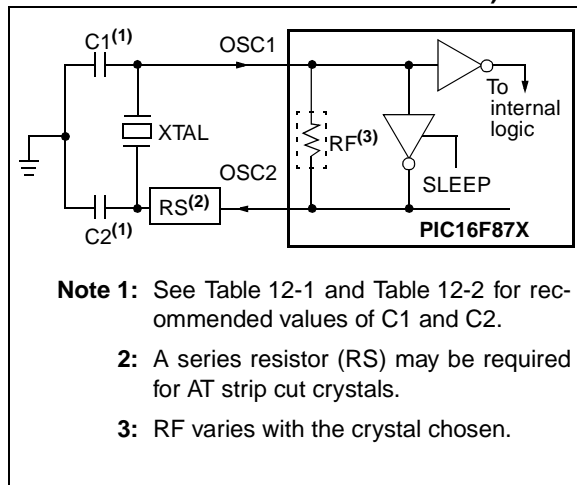 C1(1)
OSC1
To
internal
logic
XTAL
RF(3)
OSC2
SLEEP
RS(2)
C2(1)
PIC16F87X
Note 1: See Table 12-1 and Table 12-2 for rec-
ommended values of C1 and C2.
2: A series resistor (RS) may be required
for AT strip cut crystals.
3: RF varies with the crystal chosen.